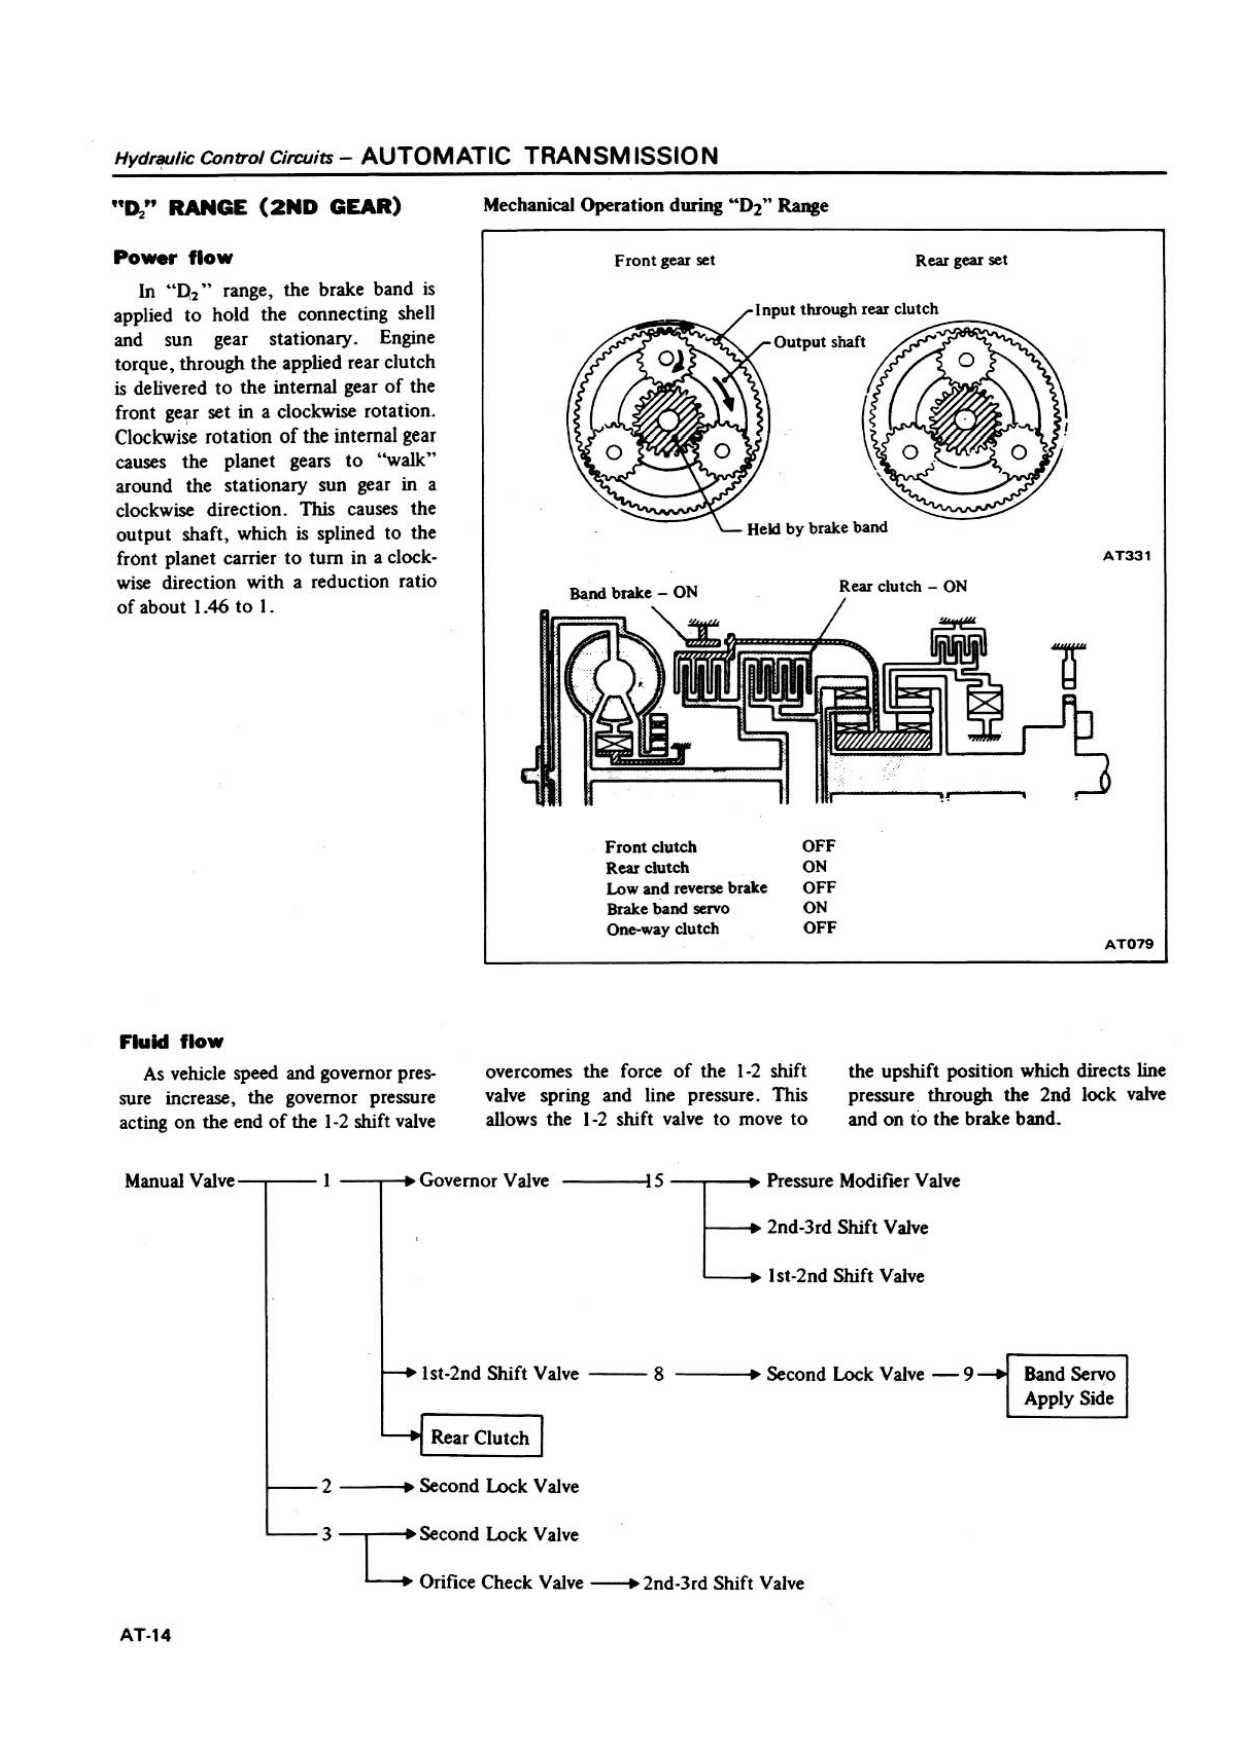 Hydraulic Control Circuits – AUTOMATIC TRANSMISSION
"D₂" RANGE (2ND GEAR)
Power flow
In "D₂" range, the brake band is
applied to hold the connecting shell
and sun gear stationary. Engine
torque, through the applied rear clutch
is delivered to the internal gear of the
front gear set in a clockwise rotation.
Clockwise rotation of the internal gear
causes the planet gears to "walk"
around the stationary sun gear in a
clockwise direction. This causes the
output shaft, which is splined to the
front planet carrier to turn in a clock-
wise direction with a reduction ratio
of about 1.46 to 1.
Mechanical Operation during "D₂" Range
Front gear set
Rear gear set
Input through rear clutch
Output shaft
Held by brake band
AT331
Band brake – ON
Rear clutch – ON
Front clutch OFF
Rear clutch ON
Low and reverse brake OFF
Brake band servo ON
One-way clutch OFF
AT079
Fluid flow
As vehicle speed and governor pres-
sure increase, the governor pressure
acting on the end of the 1-2 shift valve
overcomes the force of the 1-2 shift
valve spring and line pressure. This
allows the 1-2 shift valve to move to
the upshift position which directs line
pressure through the 2nd lock valve
and on to the brake band.
Manual Valve 1 Governor Valve 15 Pressure Modifier Valve
2nd-3rd Shift Valve
1st-2nd Shift Valve
1st-2nd Shift Valve 8 Second Lock Valve 9 Band Servo
Apply Side
Rear Clutch
2 Second Lock Valve
3 Second Lock Valve
Orifice Check Valve 2nd-3rd Shift Valve
AT-14